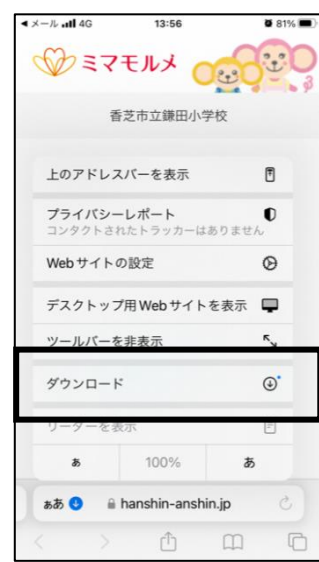 メール 4G 13:56 81%
ミマモルメ
香芝市立鎌田小学校
上のアドレスバーを表示
プライバシーレポート
コンタクトされたトラッカーはありません
Webサイトの設定
デスクトップ用Webサイトを表示
ツールバーを非表示
ダウンロード
リーダーを表示
あ 100% あ
ああ hanshin-anshin.jp